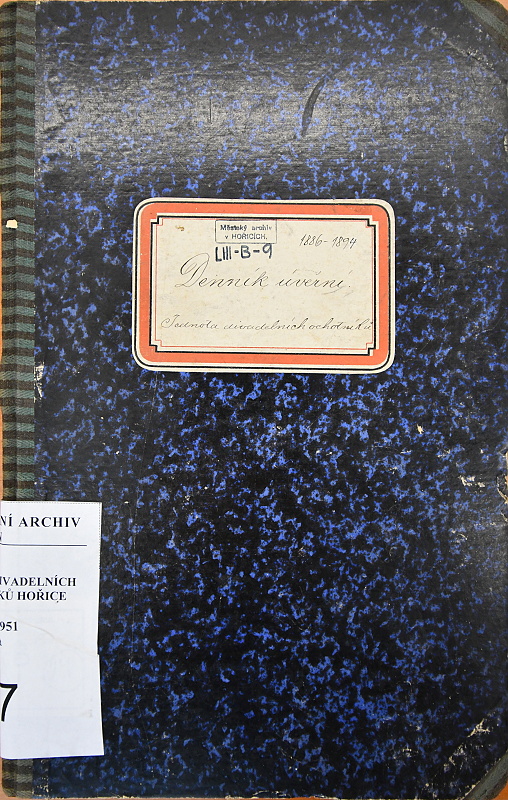 Městský archiv
v HOŘICÍCH.
LIII-B-9
1886-1894
Denník úvěrní.
Jednota divadelních ochotníků
NÍ ARCHIV
IVADELNÍCH
KŮ HOŘICE
951
7